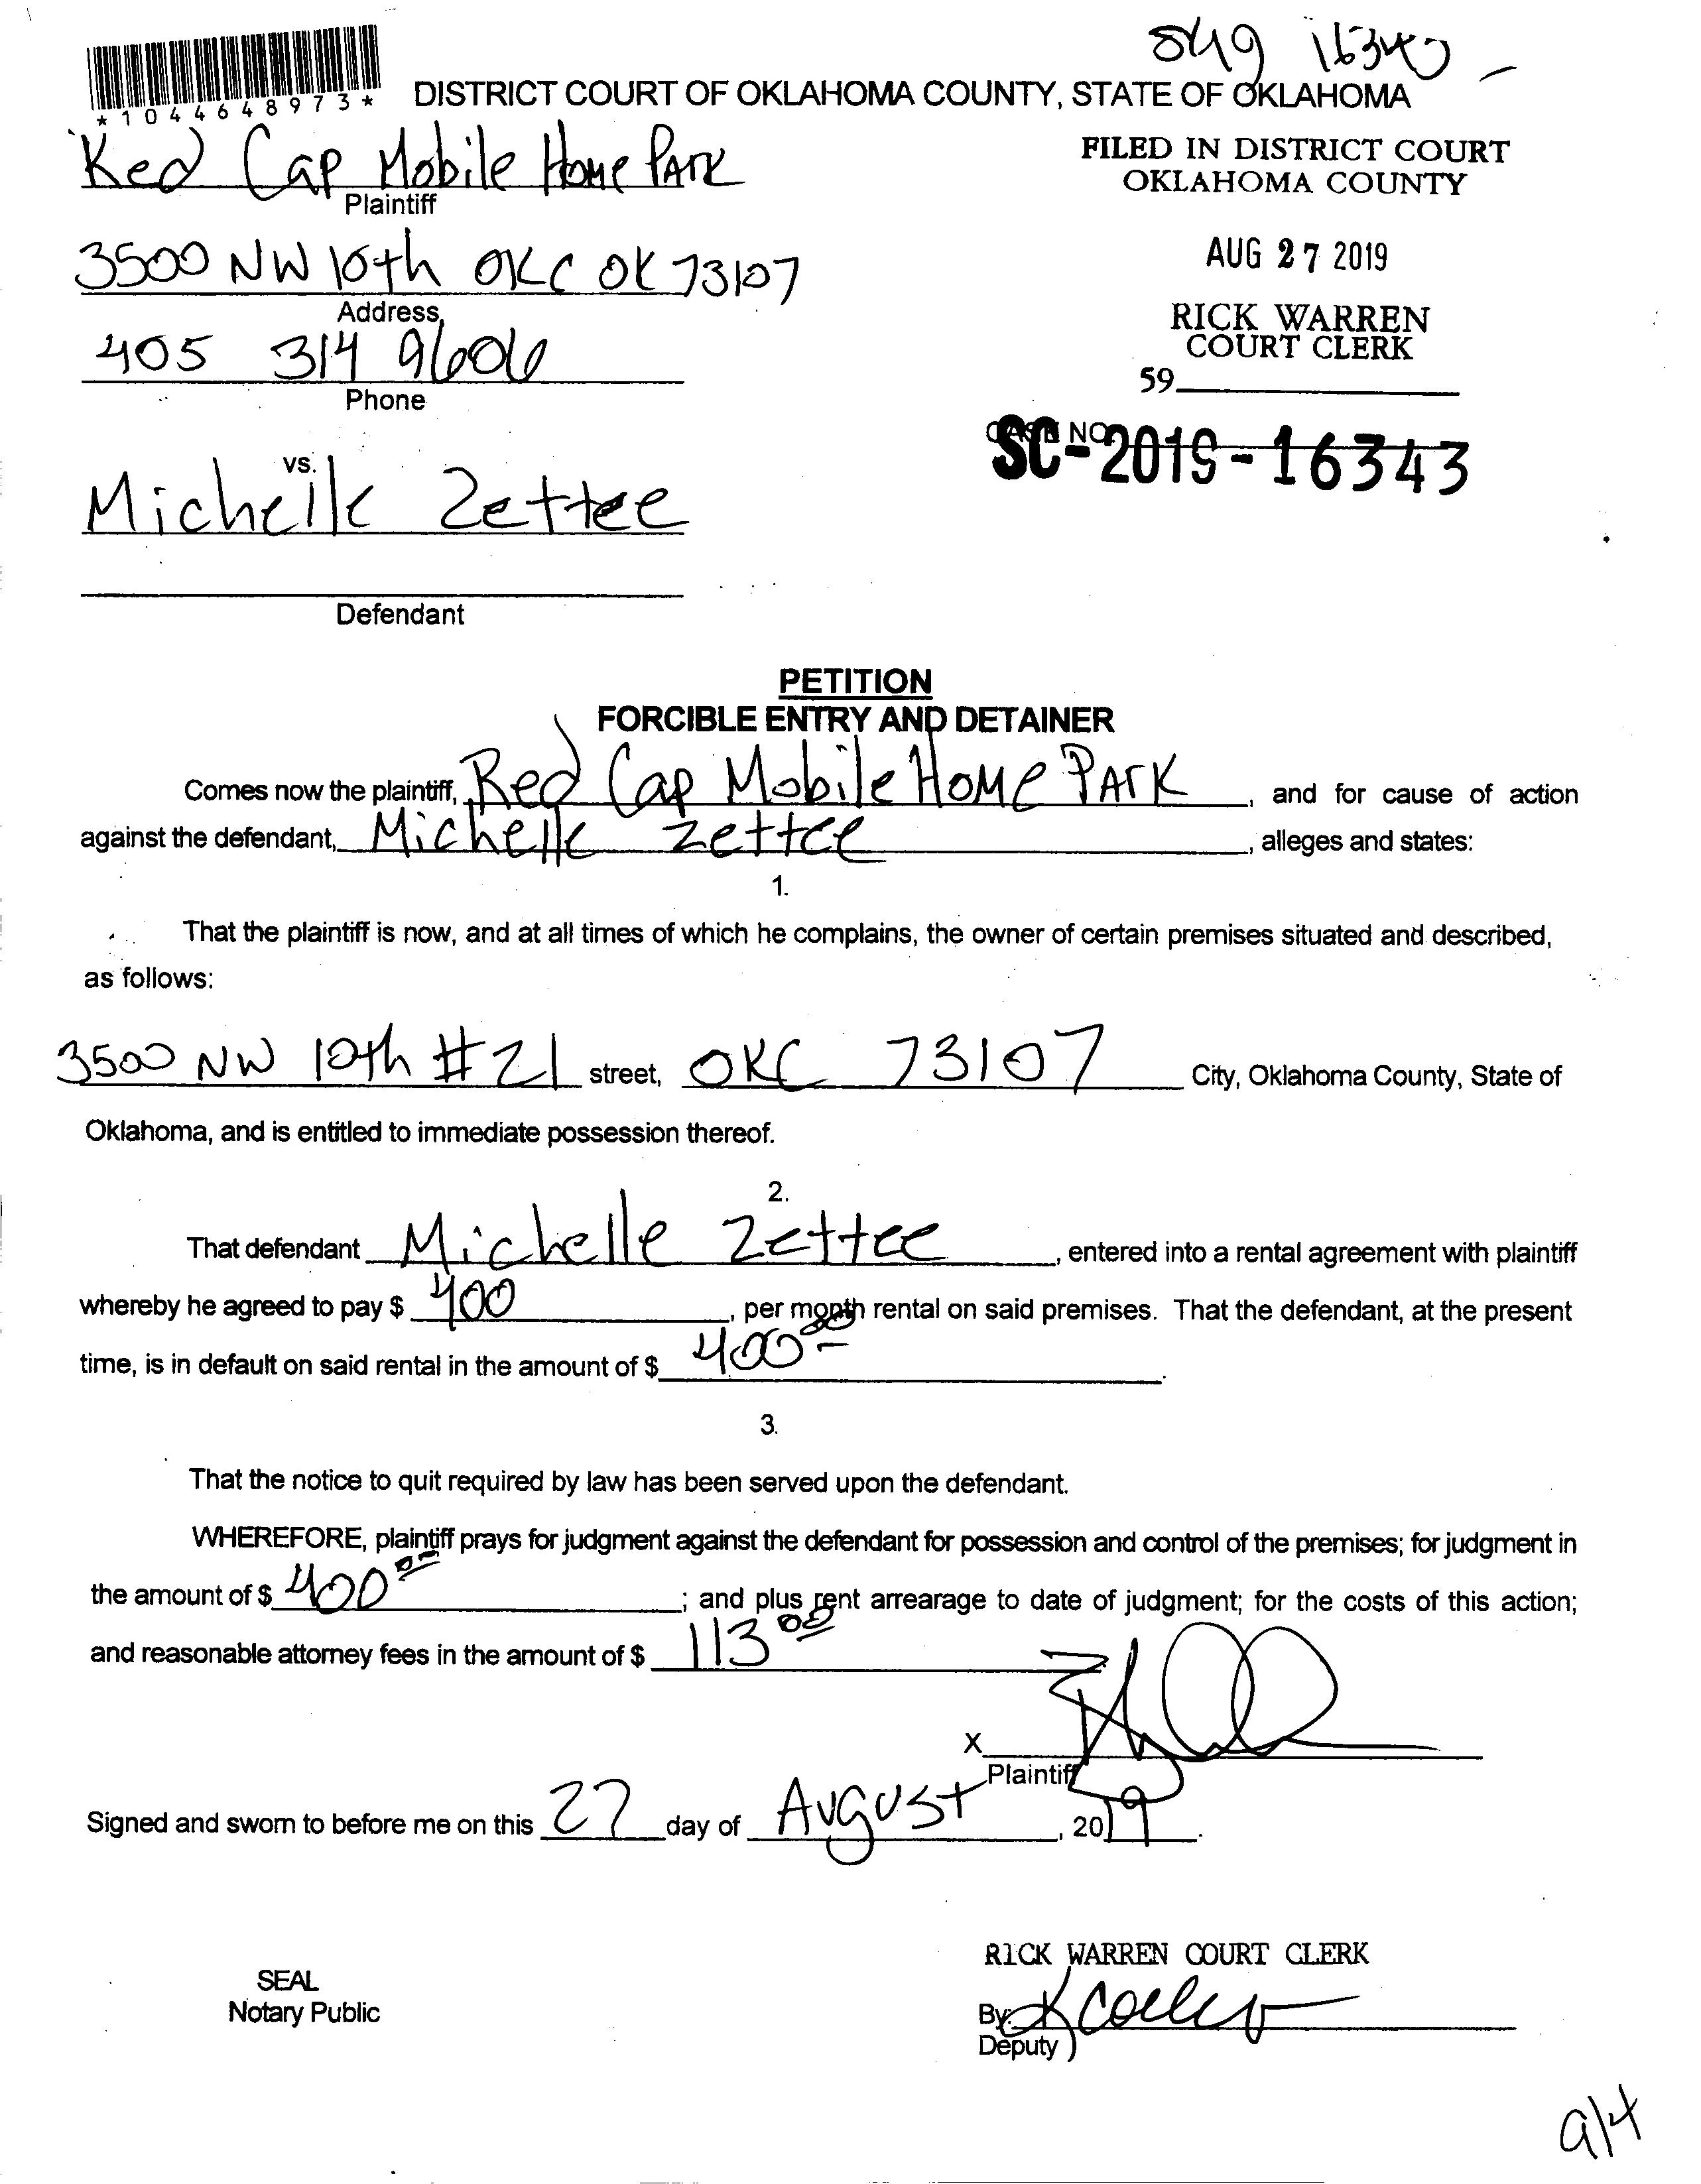 *1044648973*
DISTRICT COURT OF OKLAHOMA COUNTY, STATE OF OKLAHOMA
Red Cap Mobile Home Park
Plaintiff
FILED IN DISTRICT COURT
OKLAHOMA COUNTY
3500 NW 10th OKC OK 73107
Address
AUG 27 2019
405 314 9606
Phone
RICK WARREN
COURT CLERK
59
CASE NO
SC-2019-16343
vs.
Michelle Zettee
Defendant
PETITION
FORCIBLE ENTRY AND DETAINER
Comes now the plaintiff, Red Cap Mobile Home Park, and for cause of action
against the defendant, Michelle Zettee, alleges and states:
1.
That the plaintiff is now, and at all times of which he complains, the owner of certain premises situated and described,
as follows:
3500 NW 10th #21 street, OKC 73107 City, Oklahoma County, State of
Oklahoma, and is entitled to immediate possession thereof.
2.
That defendant Michelle Zettee, entered into a rental agreement with plaintiff
whereby he agreed to pay $ 400, per month rental on said premises. That the defendant, at the present
time, is in default on said rental in the amount of $ 400 00.
3.
That the notice to quit required by law has been served upon the defendant.
WHEREFORE, plaintiff prays for judgment against the defendant for possession and control of the premises; for judgment in
the amount of $ 400 00; and plus rent arrearage to date of judgment; for the costs of this action;
and reasonable attorney fees in the amount of $ 113 00
X
Plaintiff
Signed and sworn to before me on this 27 day of August, 2019.
SEAL
Notary Public
RICK WARREN COURT CLERK
By:
Deputy
9/4